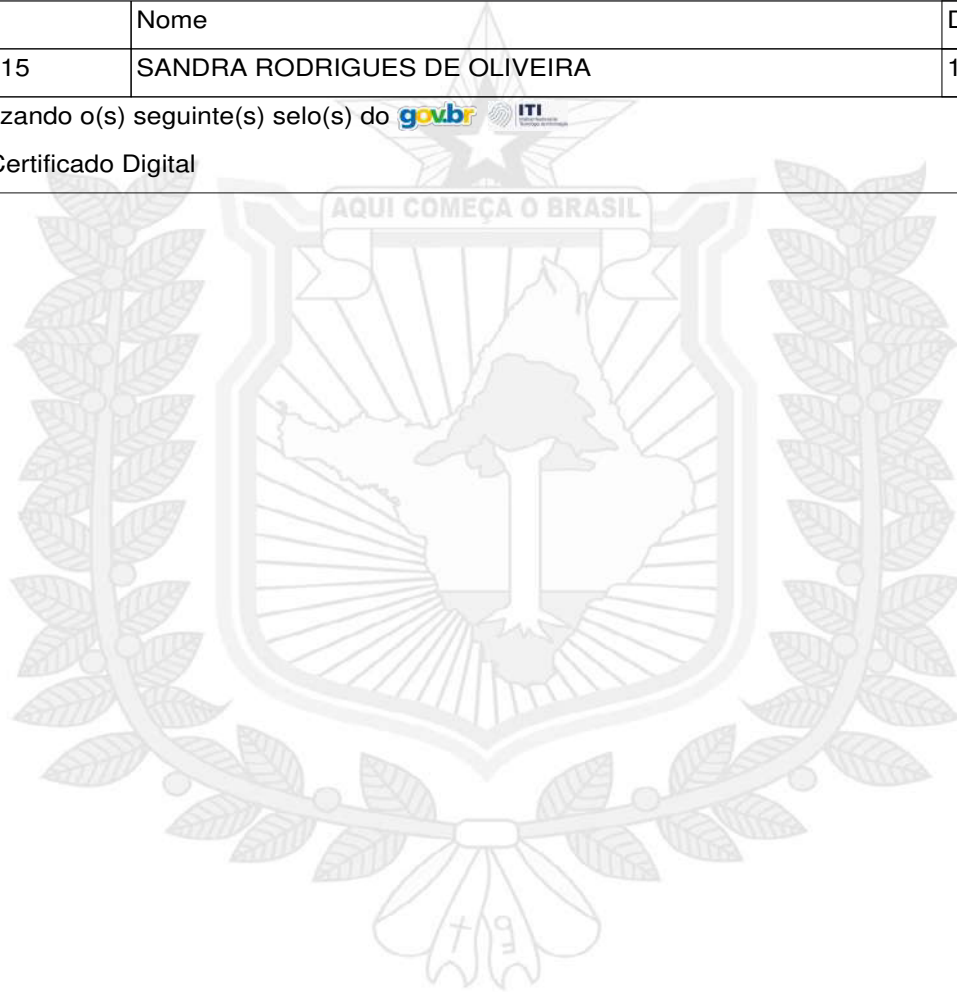 Nome D
15 SANDRA RODRIGUES DE OLIVEIRA 1
zando o(s) seguinte(s) selo(s) do gov.br ITI
Certificado Digital
AQUI COMEÇA O BRASIL